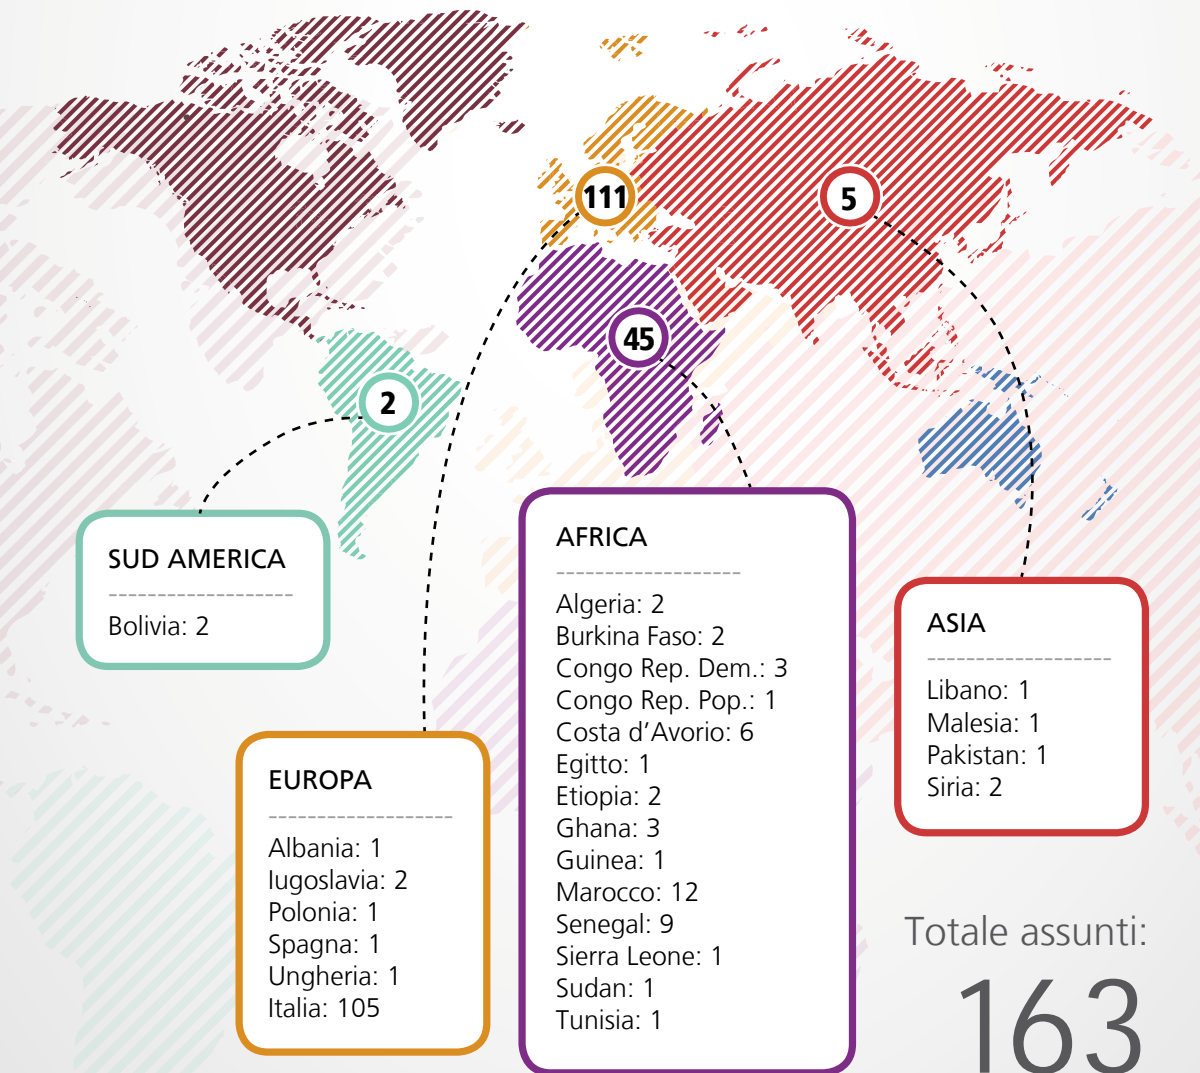 111
5
45
2
SUD AMERICA
Bolivia: 2
EUROPA
Albania: 1
Iugoslavia: 2
Polonia: 1
Spagna: 1
Ungheria: 1
Italia: 105
AFRICA
Algeria: 2
Burkina Faso: 2
Congo Rep. Dem.: 3
Congo Rep. Pop.: 1
Costa d’Avorio: 6
Egitto: 1
Etiopia: 2
Ghana: 3
Guinea: 1
Marocco: 12
Senegal: 9
Sierra Leone: 1
Sudan: 1
Tunisia: 1
ASIA
Libano: 1
Malesia: 1
Pakistan: 1
Siria: 2
Totale assunti:
163